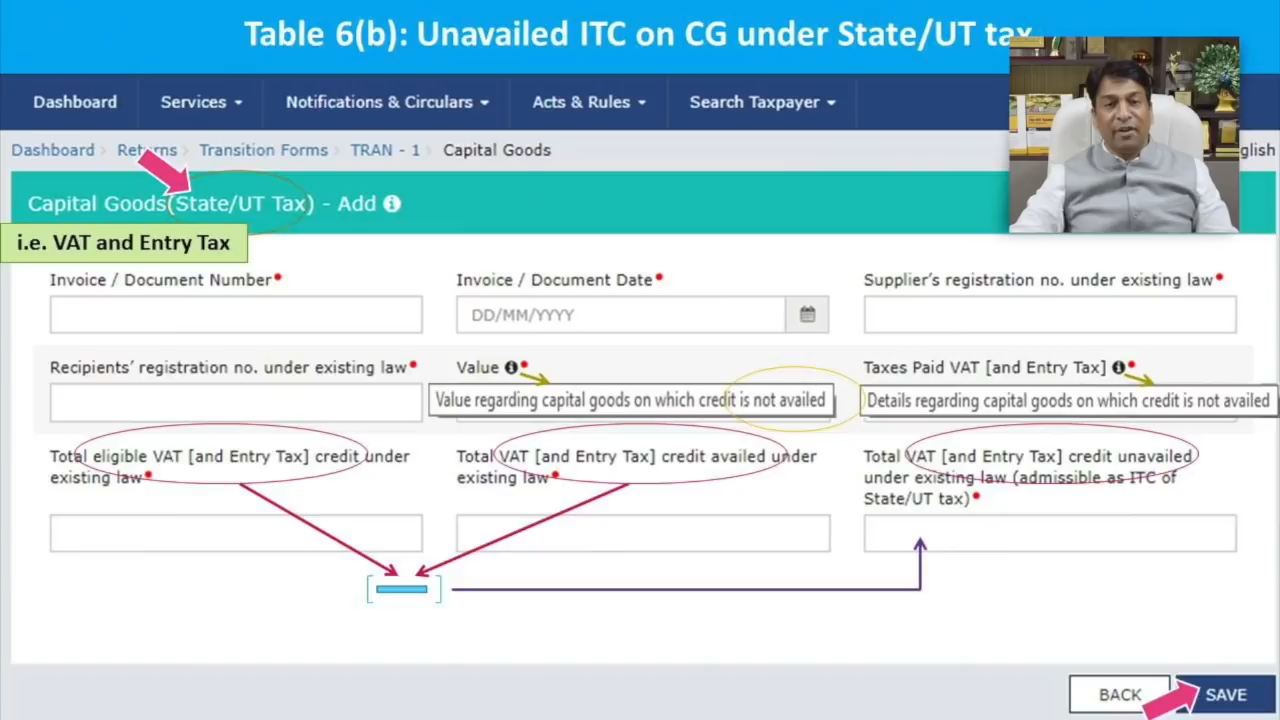 Table 6(b): Unavailed ITC on CG under State/UT tax
Dashboard Services Notifications & Circulars Acts & Rules Search Taxpayer
Dashboard Returns Transition Forms TRAN - 1 Capital Goods glish
Capital Goods(State/UT Tax) - Add
i.e. VAT and Entry Tax
Invoice / Document Number• Invoice / Document Date• Supplier's registration no. under existing law•
DD/MM/YYYY
Recipients' registration no. under existing law• Value • Taxes Paid VAT [and Entry Tax] •
Value regarding capital goods on which credit is not availed Details regarding capital goods on which credit is not availed
Total eligible VAT [and Entry Tax] credit under
existing law•
Total VAT [and Entry Tax] credit availed under
existing law•
Total VAT [and Entry Tax] credit unavailed
under existing law (admissible as ITC of
State/UT tax)•
BACK SAVE